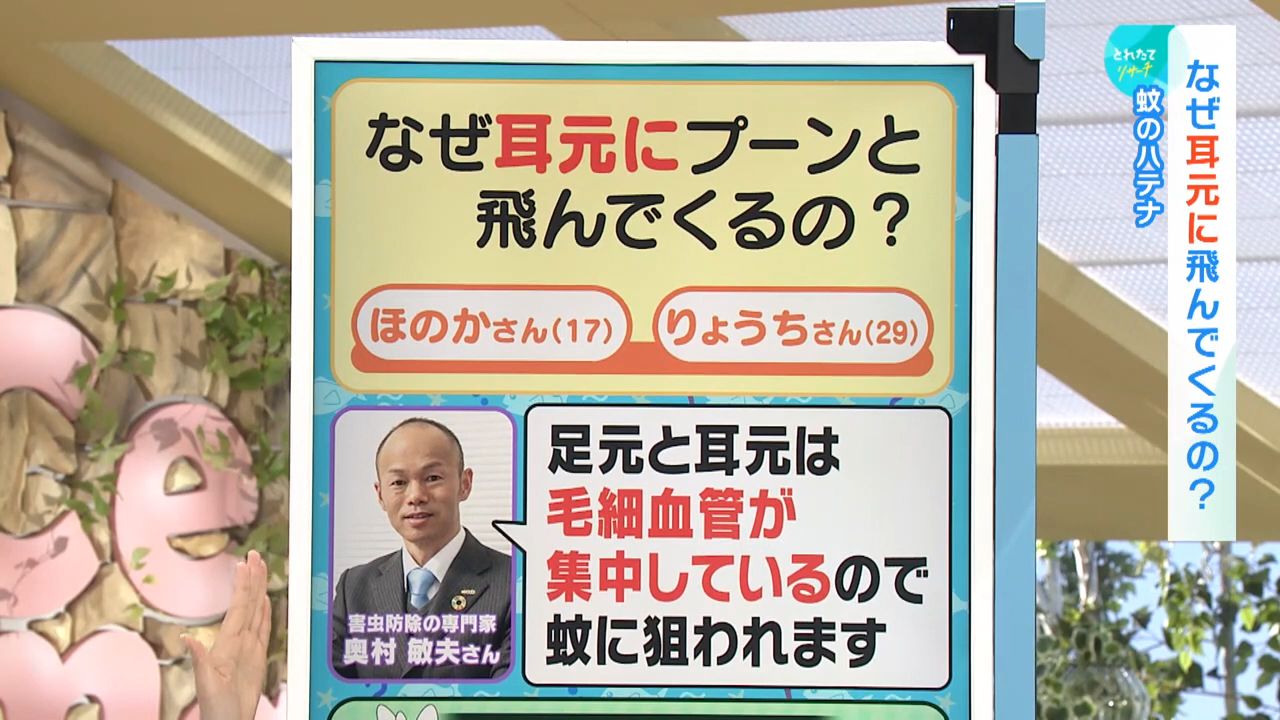 なぜ耳元にプーンと
飛んでくるの？
ほのかさん(17)
りょうちさん(29)
足元と耳元は
毛細血管が
集中しているので
蚊に狙われます
害虫防除の専門家
奥村 敏夫さん
とれたて
リサーチ
蚊のハテナ
なぜ耳元に飛んでくるの？